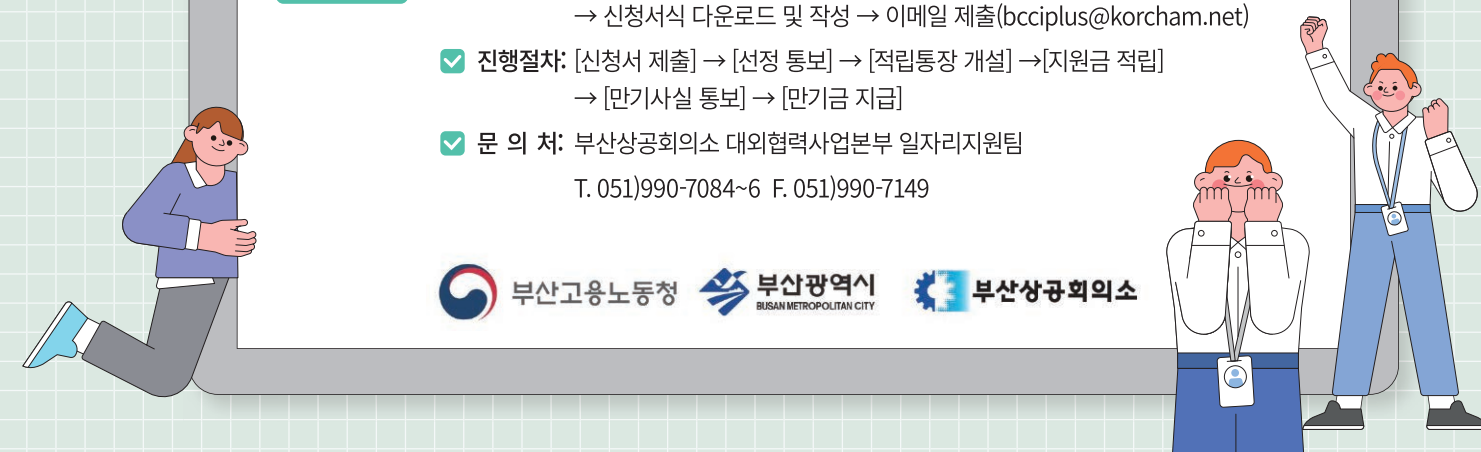 → 신청서식 다운로드 및 작성 → 이메일 제출(bcciplus@korcham.net)
진행절차: [신청서 제출] → [선정 통보] → [적립통장 개설] →[지원금 적립]
→ [만기사실 통보] → [만기금 지급]
문 의 처: 부산상공회의소 대외협력사업본부 일자리지원팀
T. 051)990-7084~6 F. 051)990-7149
부산고용노동청 부산광역시 부산상공회의소
BUSAN METROPOLITAN CITY